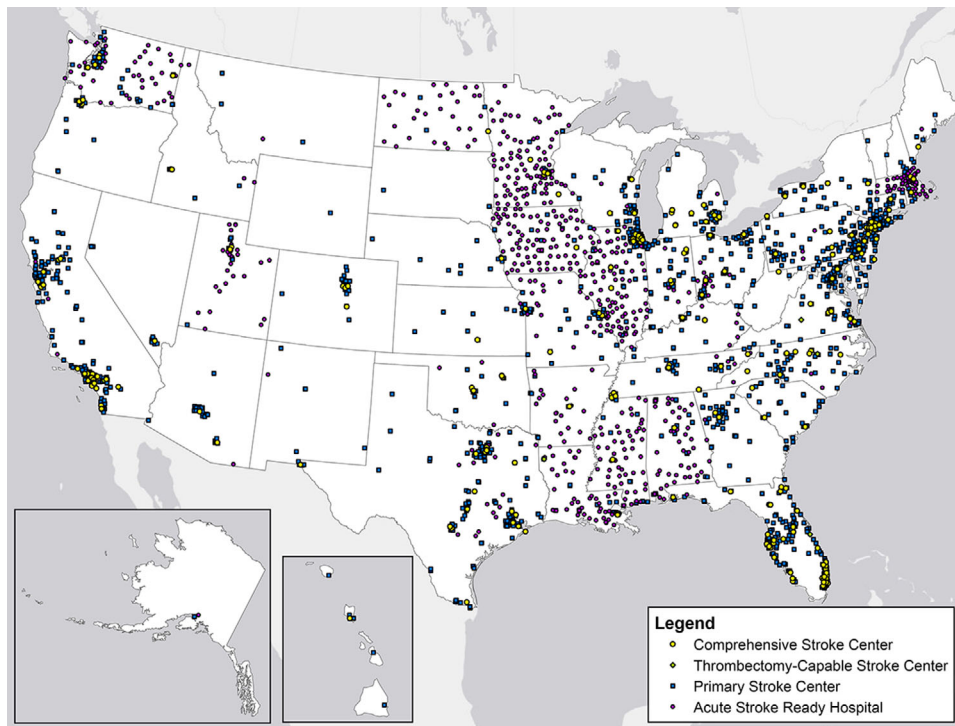 Legend
Comprehensive Stroke Center
Thrombectomy-Capable Stroke Center
Primary Stroke Center
Acute Stroke Ready Hospital